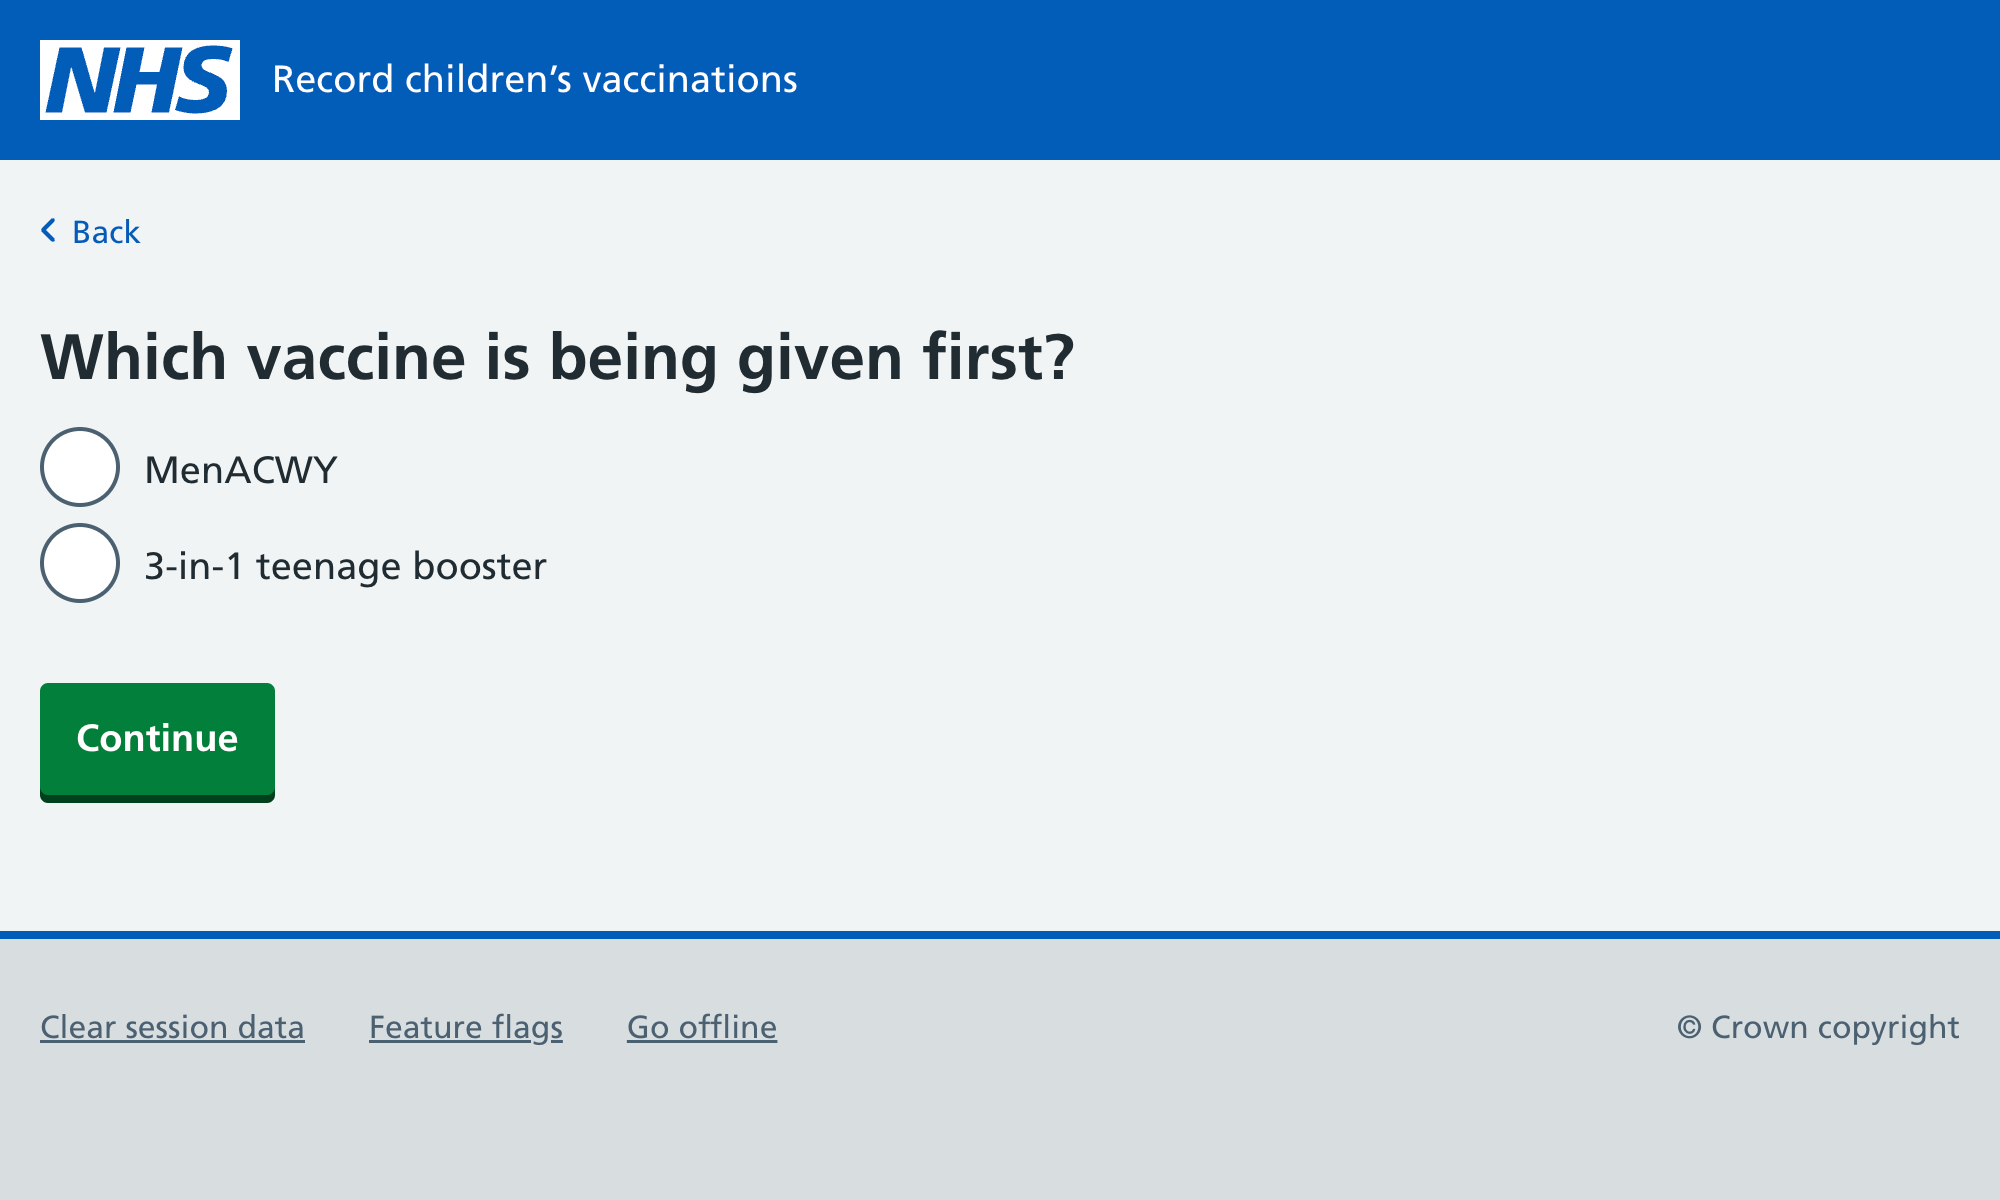 NHS Record children’s vaccinations
Back
Which vaccine is being given first?
MenACWY
3-in-1 teenage booster
Continue
Clear session data Feature flags Go offline © Crown copyright